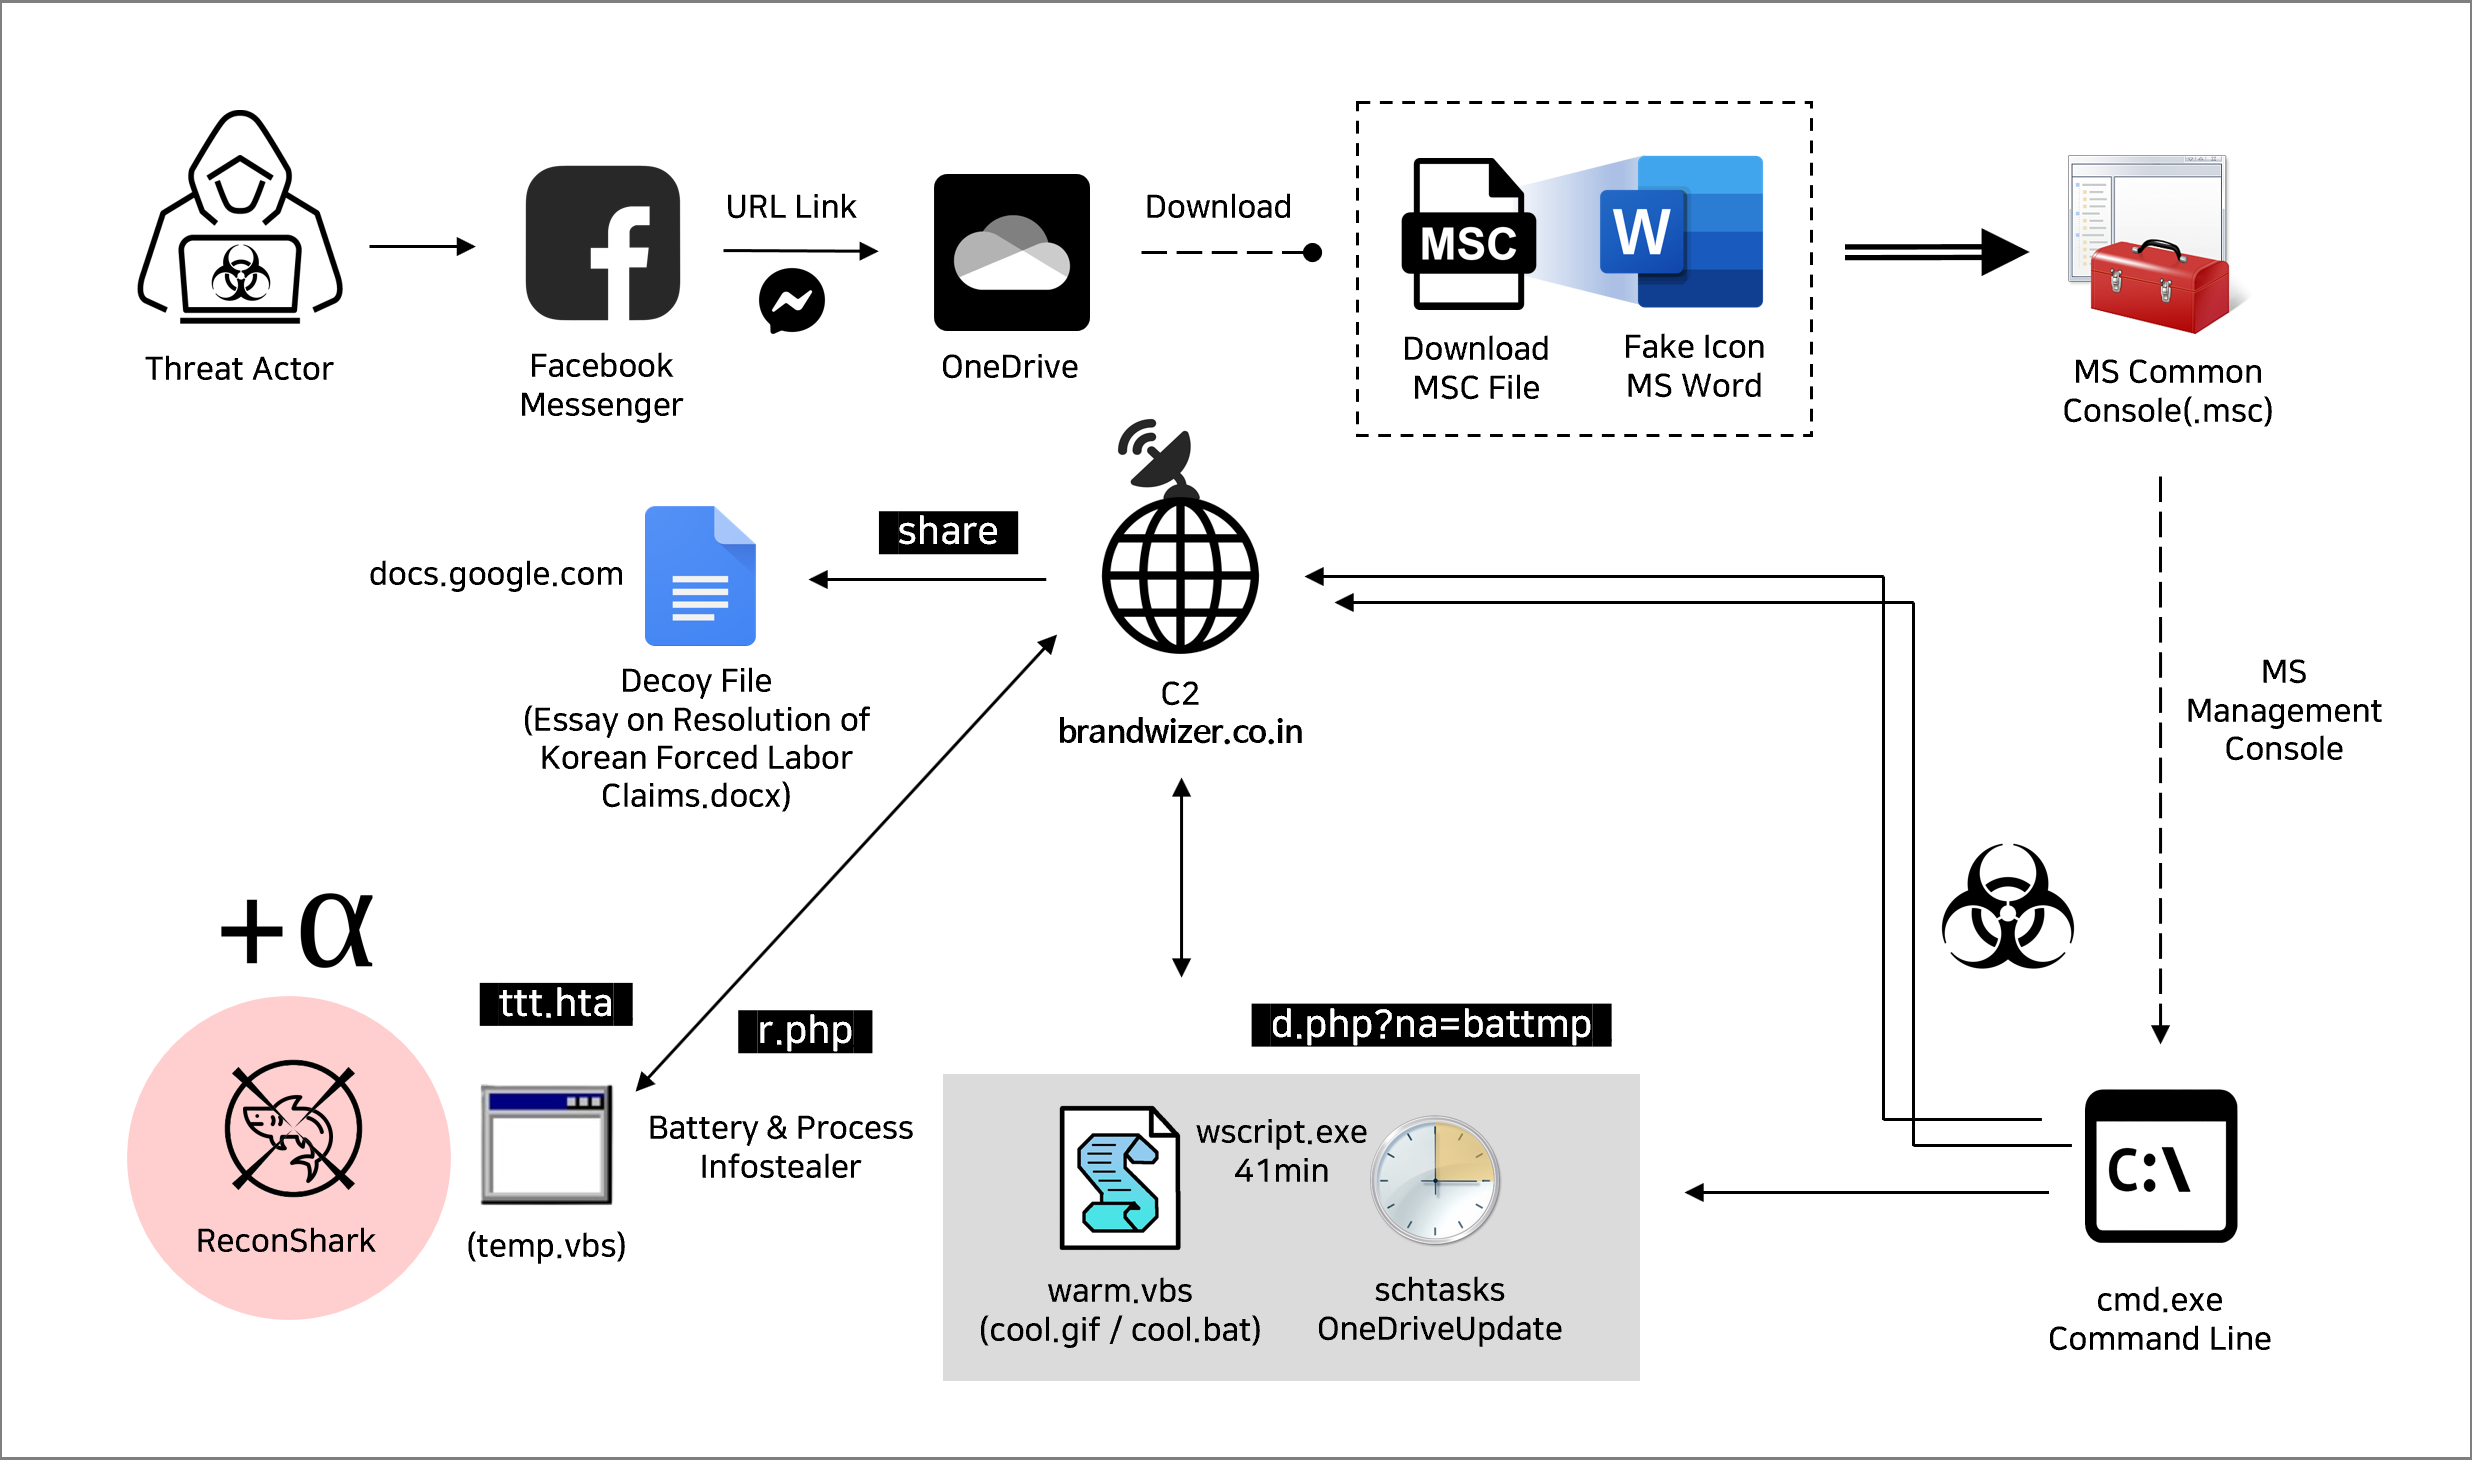 Threat Actor
Facebook
Messenger
URL Link
OneDrive
Download
MSC
Download
MSC File
W
Fake Icon
MS Word
MS Common
Console(.msc)
docs.google.com
share
Decoy File
(Essay on Resolution of
Korean Forced Labor
Claims.docx)
C2
brandwizer.co.in
MS
Management
Console
+α
ReconShark
ttt.hta
(temp.vbs)
r.php
Battery & Process
Infostealer
d.php?na=battmp
wscript.exe
41min
warm.vbs
(cool.gif / cool.bat)
schtasks
OneDriveUpdate
C:\
cmd.exe
Command Line